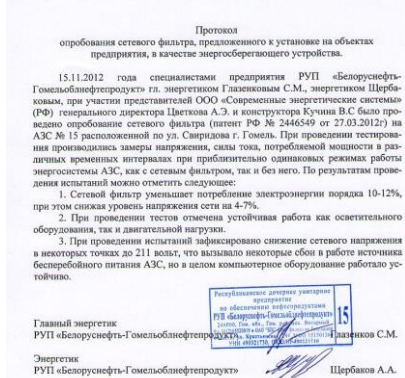 Протокол
опробования сетевого фильтра, предложенного к установке на объектах
предприятия, в качестве энергосберегающего устройства.
15.11.2012 года специалистами предприятия РУП «Белоруснефть-
Гомельоблнефтепродукт» гл. энергетиком Глазенковым С.М., энергетиком Щерба-
ковым, при участии представителей ООО «Современные энергетические системы»
(РФ) генерального директора Цветкова А.Э. и конструктора Кучина В.С было про-
ведено опробование сетевого фильтра (патент РФ № 2446549 от 27.03.2012г) на
АЗС № 15 расположенной по ул. Свиридова г. Гомель. При проведении тестирова-
ния производились замеры напряжения, силы тока, потребляемой мощности в раз-
личных временных интервалах при приблизительно одинаковых режимах работы
энергосистемы АЗС, как с сетевым фильтром, так и без него. По результатам прове-
дения испытаний можно отметить следующее:
1. Сетевой фильтр уменьшает потребление электроэнергии порядка 10-12%,
при этом снижая уровень напряжения сети на 4-7%.
2. При проведении тестов отмечена устойчивая работа как осветительного
оборудования, так и двигательной нагрузки.
3. При проведении испытаний зафиксировано снижение сетевого напряжения
в некоторых точках до 211 вольт, что вызывало некоторые сбои в работе источника
бесперебойного питания АЗС, но в целом компьютерное оборудование работало ус-
тойчиво.
Республиканское дочернее унитарное
предприятие
по обеспечению нефтепродуктами
РУП «Белоруснефть-Гомельоблнефтепродукт»
15
Главный энергетик
РУП «Белоруснефть-Гомельоблнефтепродукт» Глазенков С.М.
Энергетик
РУП «Белоруснефть-Гомельоблнефтепродукт» Щербаков А.А.